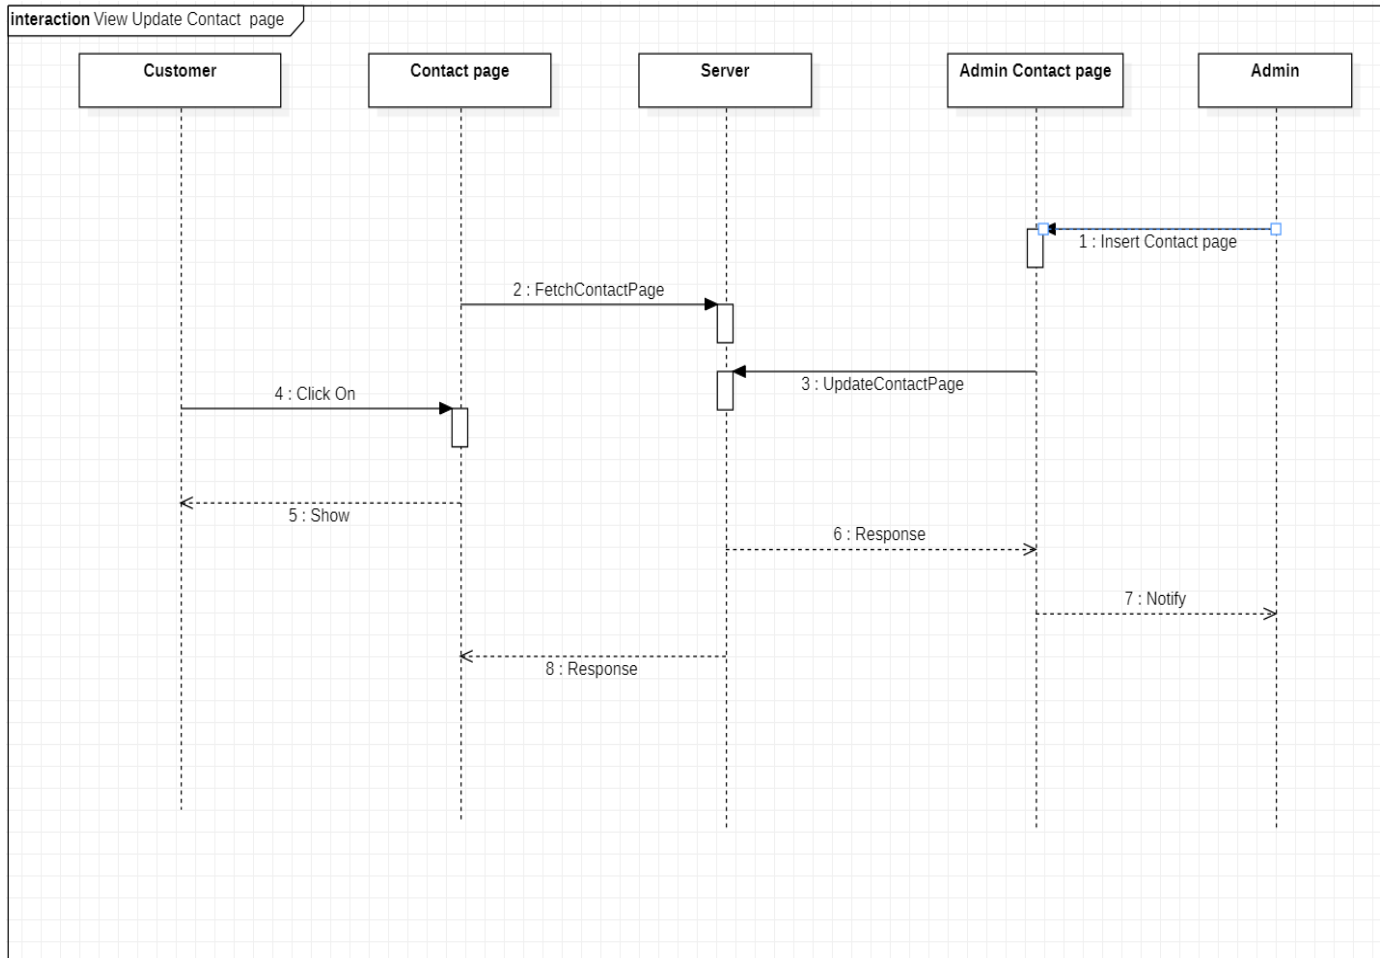 interaction View Update Contact page
Customer
Contact page
Server
Admin Contact page
Admin
1 : Insert Contact page
2 : FetchContactPage
3 : UpdateContactPage
4 : Click On
5 : Show
6 : Response
7 : Notify
8 : Response